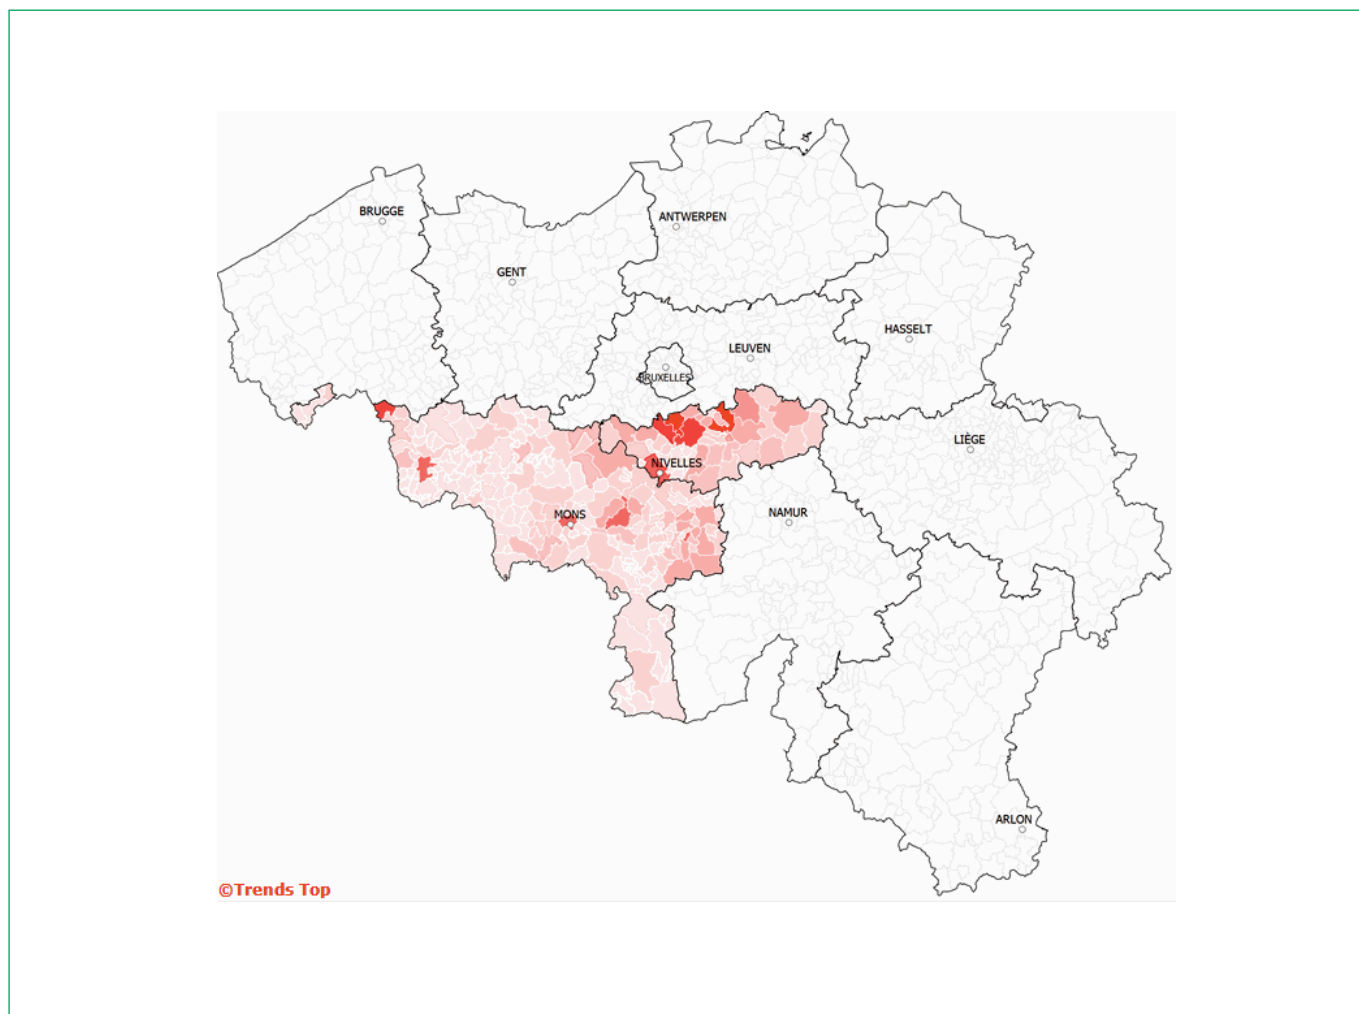 BRUGGE
ANTWERPEN
GENT
HASSELT
LEUVEN
BRUXELLES
LIÈGE
NIVELLES
MONS
NAMUR
ARLON
©Trends Top